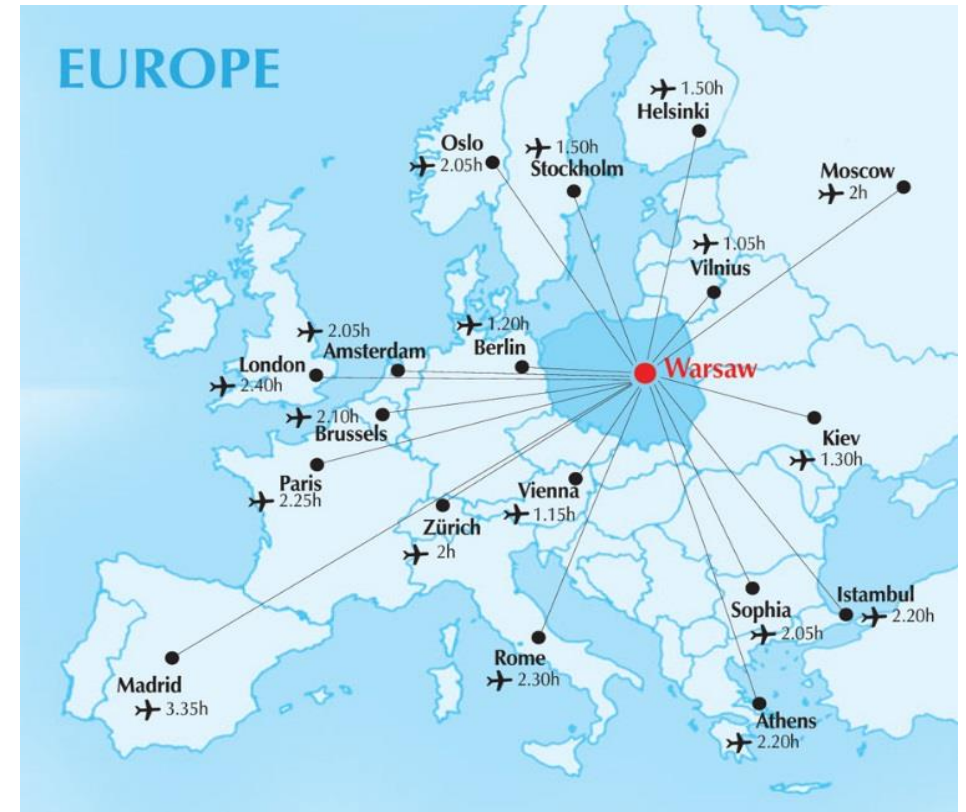 EUROPE
1.50h
Helsinki
Oslo
2.05h
1.50h
Stockholm
Moscow
2h
1.05h
Vilnius
2.05h
Amsterdam
1.20h
Berlin
London
2.40h
Warsaw
2.10h
Brussels
Kiev
1.30h
Paris
2.25h
Vienna
1.15h
Zürich
2h
Sophia
2.05h
Istambul
2.20h
Rome
2.30h
Madrid
3.35h
Athens
2.20h